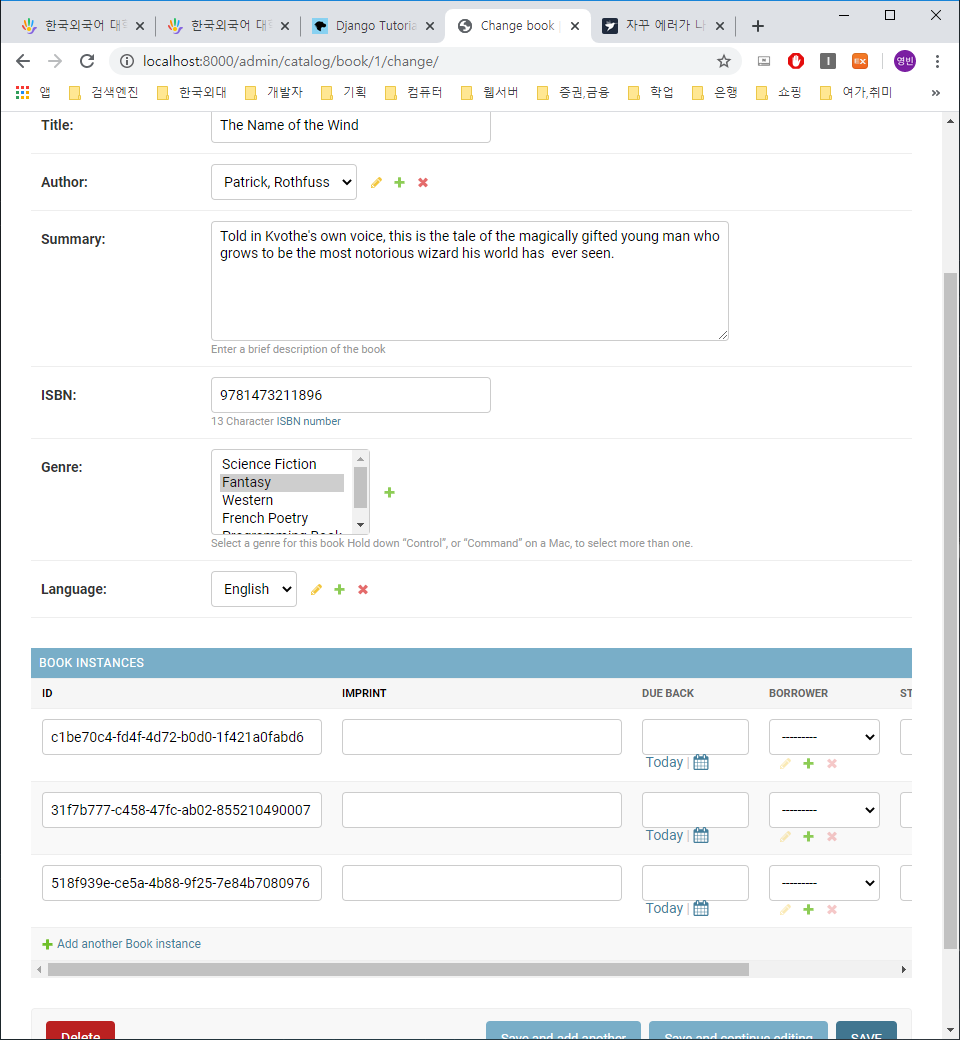 한국외국어 대
한국외국어 대
Django Tutoria
Change book
자꾸 에러가 나
localhost:8000/admin/catalog/book/1/change/
영빈
앱 검색엔진 한국외대 개발자 기획 컴퓨터 웹서버 증권,금융 학업 은행 쇼핑 여가,취미 »
Title: The Name of the Wind
Author: Patrick, Rothfuss
Summary: Told in Kvothe's own voice, this is the tale of the magically gifted young man who
grows to be the most notorious wizard his world has  ever seen.
Enter a brief description of the book
ISBN: 9781473211896
13 Character ISBN number
Genre: Science Fiction
Fantasy
Western
French Poetry
Programming Book
Select a genre for this book Hold down “Control”, or “Command” on a Mac, to select more than one.
Language: English
BOOK INSTANCES
ID IMPRINT DUE BACK BORROWER ST
c1be70c4-fd4f-4d72-b0d0-1f421a0fabd6 ---------
Today |
31f7b777-c458-47fc-ab02-855210490007 ---------
Today |
518f939e-ce5a-4b88-9f25-7e84b7080976 ---------
Today |
Add another Book instance
Delete Save and add another Save and continue editing SAVE